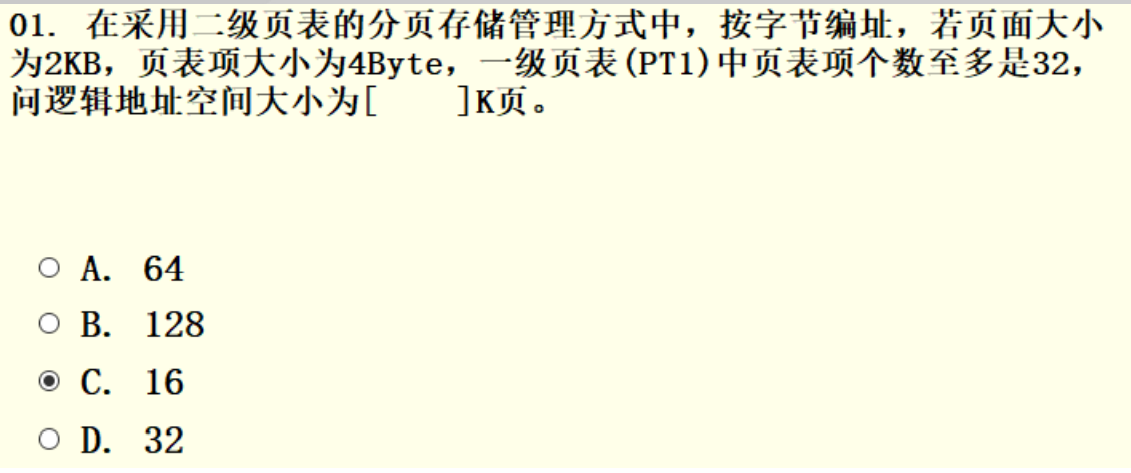 01. 在采用二级页表的分页存储管理方式中，按字节编址，若页面大小
为2KB，页表项大小为4Byte，一级页表(PT1)中页表项个数至多是32，
问逻辑地址空间大小为[    ]K页。
A. 64
B. 128
C. 16
D. 32